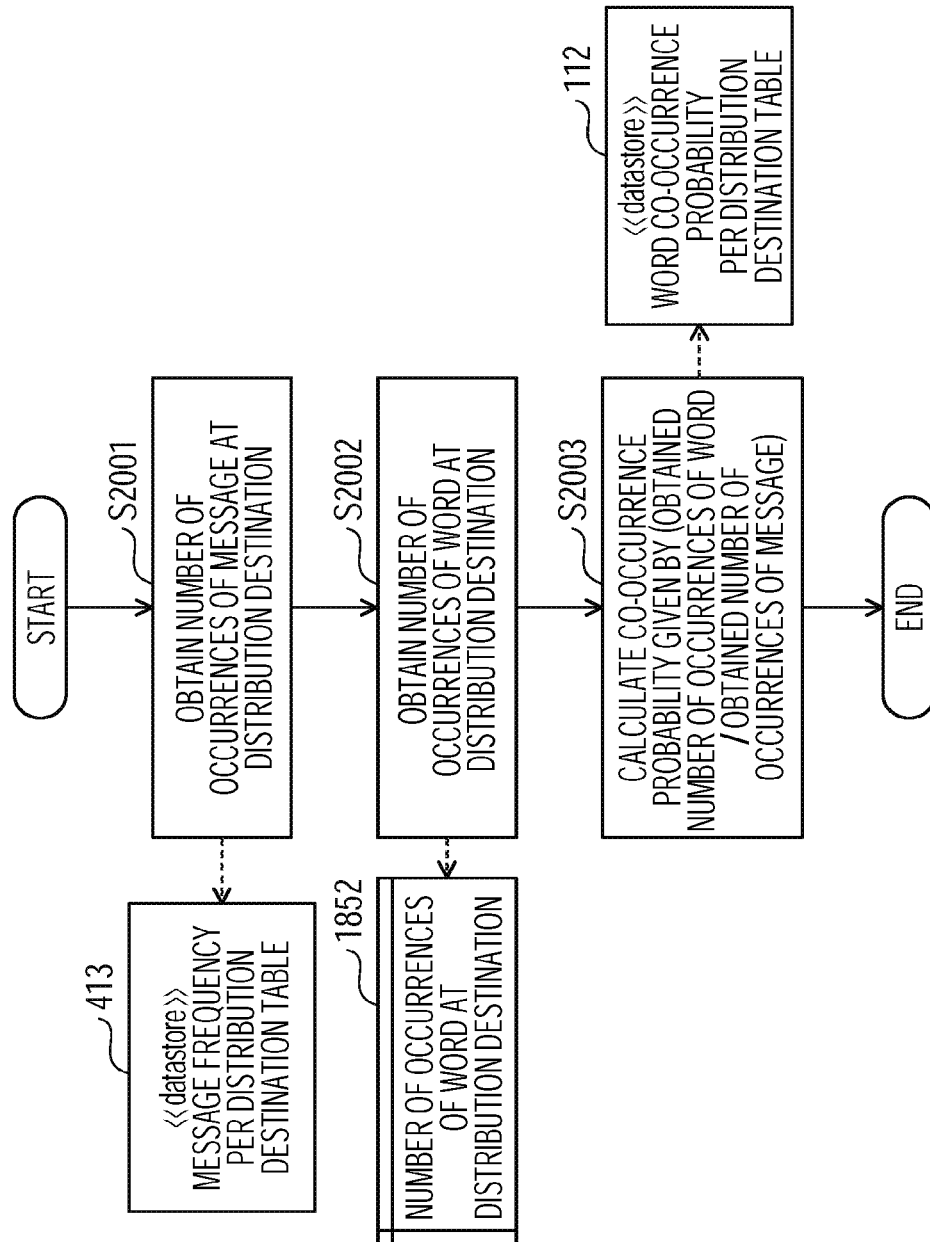 START
S2001
OBTAIN NUMBER OF
OCCURRENCES OF MESSAGE AT
DISTRIBUTION DESTINATION
413
<<datastore>>
MESSAGE FREQUENCY
PER DISTRIBUTION
DESTINATION TABLE
S2002
OBTAIN NUMBER OF
OCCURRENCES OF WORD AT
DISTRIBUTION DESTINATION
1852
NUMBER OF OCCURRENCES
OF WORD AT
DISTRIBUTION DESTINATION
S2003
CALCULATE CO-OCCURRENCE
PROBABILITY GIVEN BY (OBTAINED
NUMBER OF OCCURRENCES OF WORD
/OBTAINED NUMBER OF
OCCURRENCES OF MESSAGE)
112
<<datastore>>
WORD CO-OCCURRENCE
PROBABILITY
PER DISTRIBUTION
DESTINATION TABLE
END